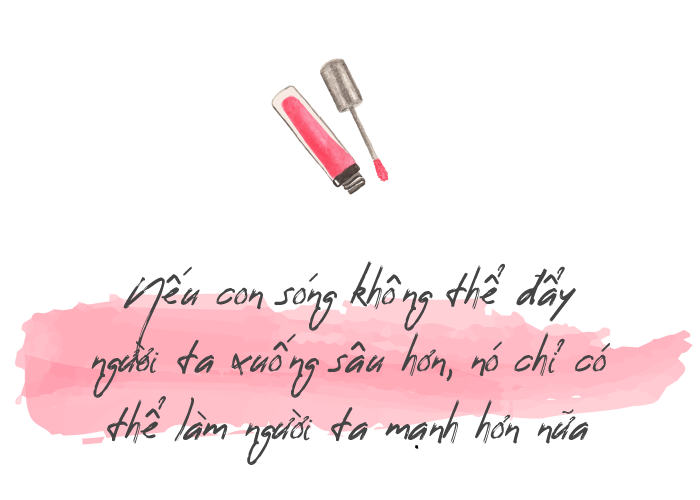 Nếu con sóng không thể đẩy
người ta xuống sâu hơn, nó chỉ có
thể làm người ta mạnh hơn nữa